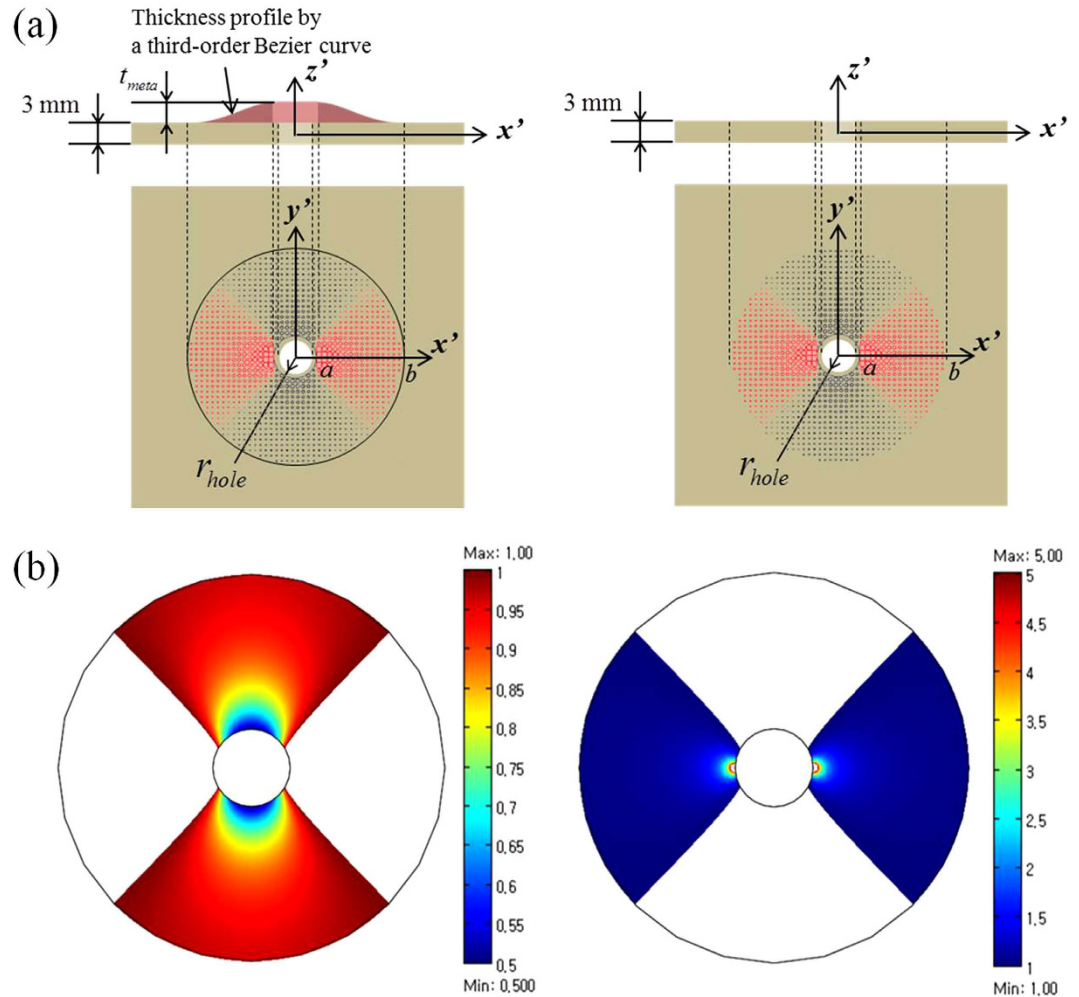 (a)
Thickness profile by
a third-order Bezier curve
t_meta
z'
3 mm
x'
y'
x'
a
b
r_hole
z'
3 mm
x'
y'
x'
a
b
r_hole
(b)
Max: 1.00
1
0.95
0.9
0.85
0.8
0.75
0.7
0.65
0.6
0.55
0.5
Min: 0.500
Max: 5.00
5
4.5
4
3.5
3
2.5
2
1.5
1
Min: 1.00